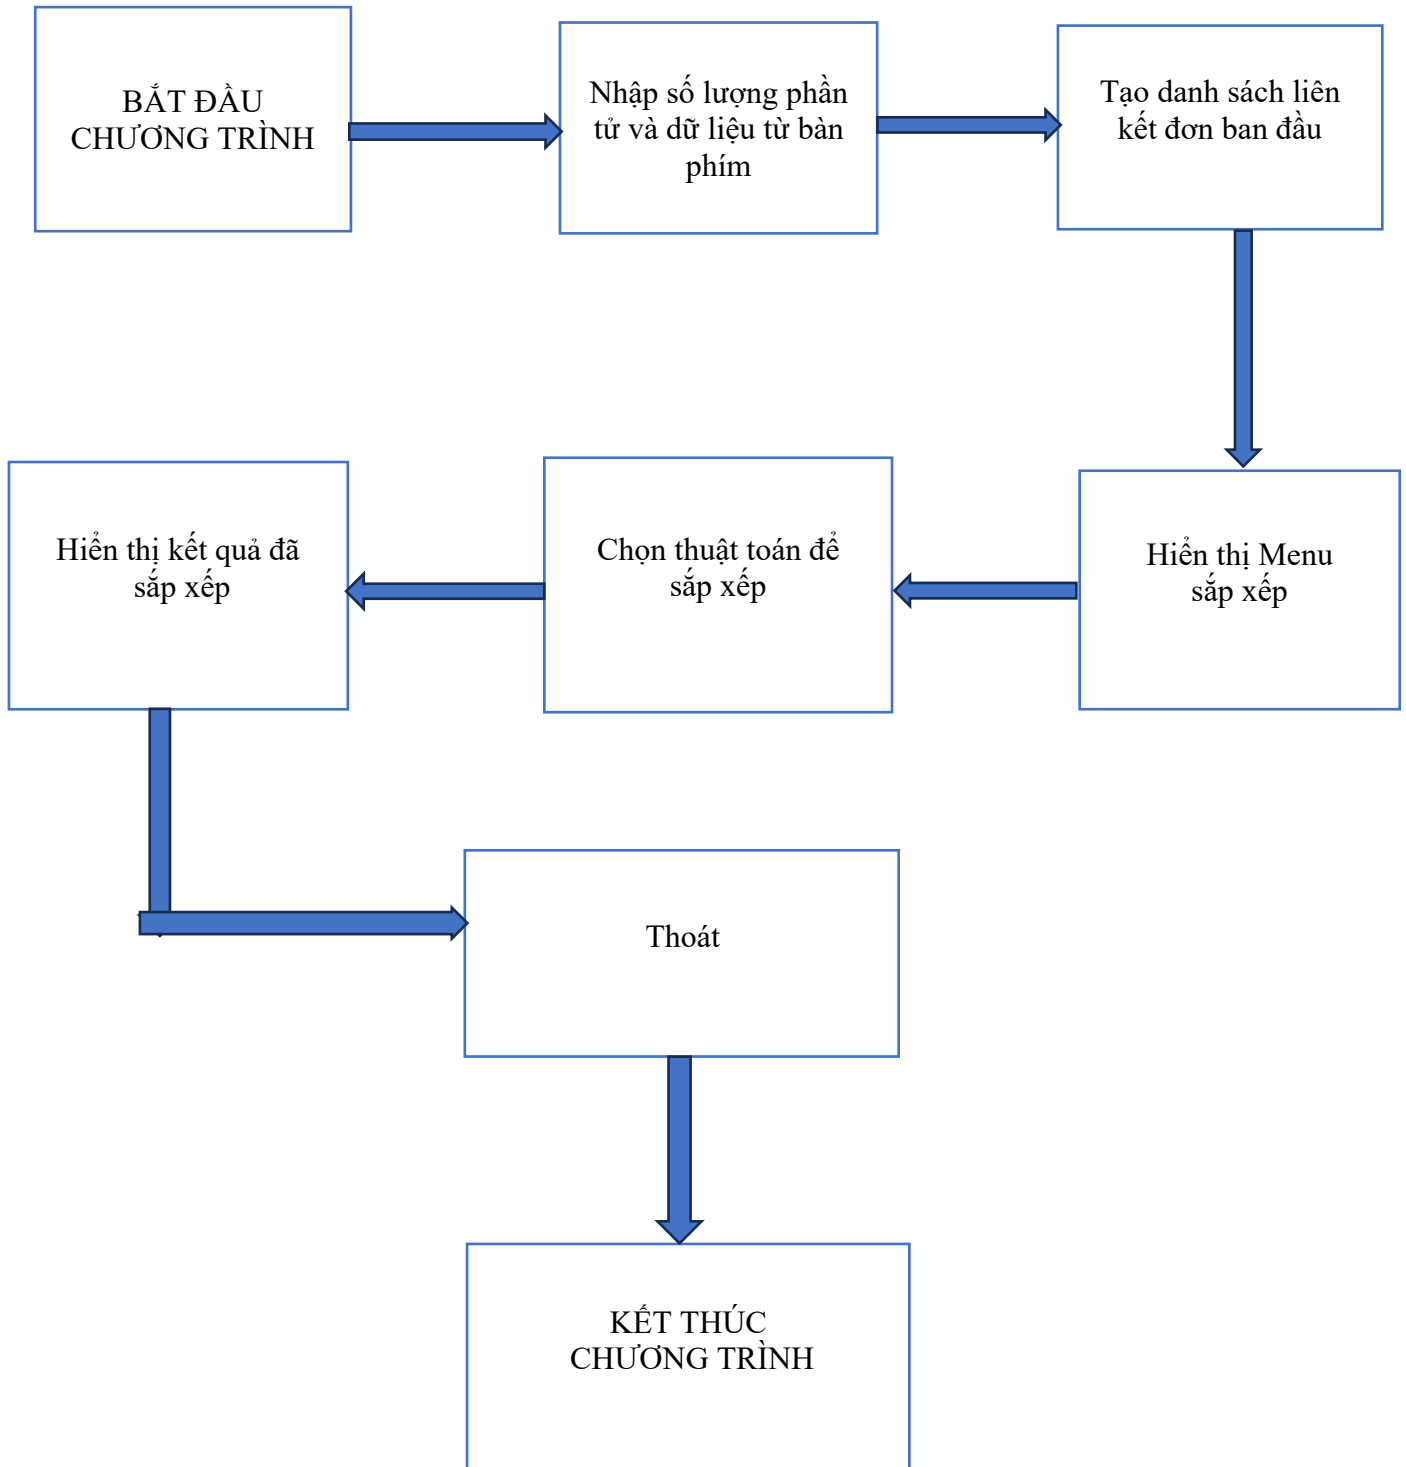 BẮT ĐẦU
CHƯƠNG TRÌNH
Nhập số lượng phần
tử và dữ liệu từ bàn
phím
Tạo danh sách liên
kết đơn ban đầu
Hiển thị Menu
sắp xếp
Chọn thuật toán để
sắp xếp
Hiển thị kết quả đã
sắp xếp
Thoát
KẾT THÚC
CHƯƠNG TRÌNH